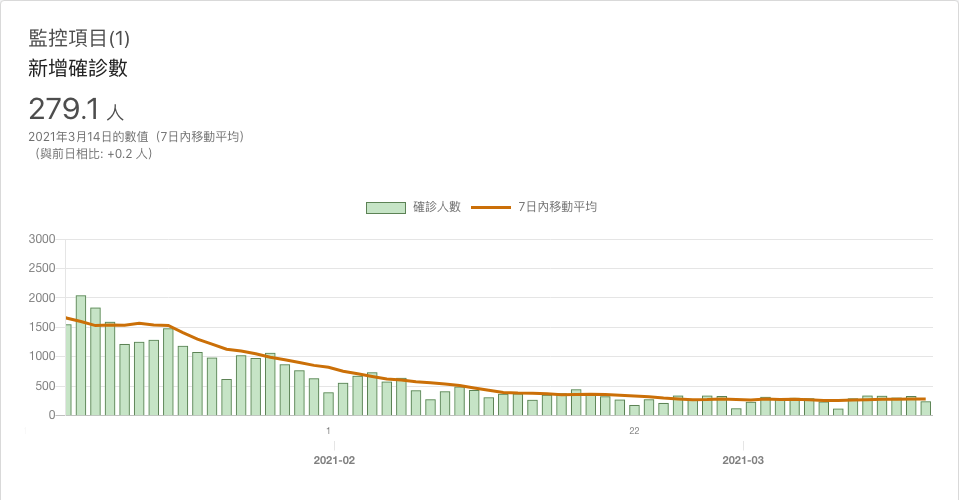 監控項目(1)
新增確診數
279.1 人
2021年3月14日的數值（7日內移動平均）
（與前日相比: +0.2 人）
確診人數 7日內移動平均
3000
2500
2000
1500
1000
500
0
1 22
2021-02 2021-03